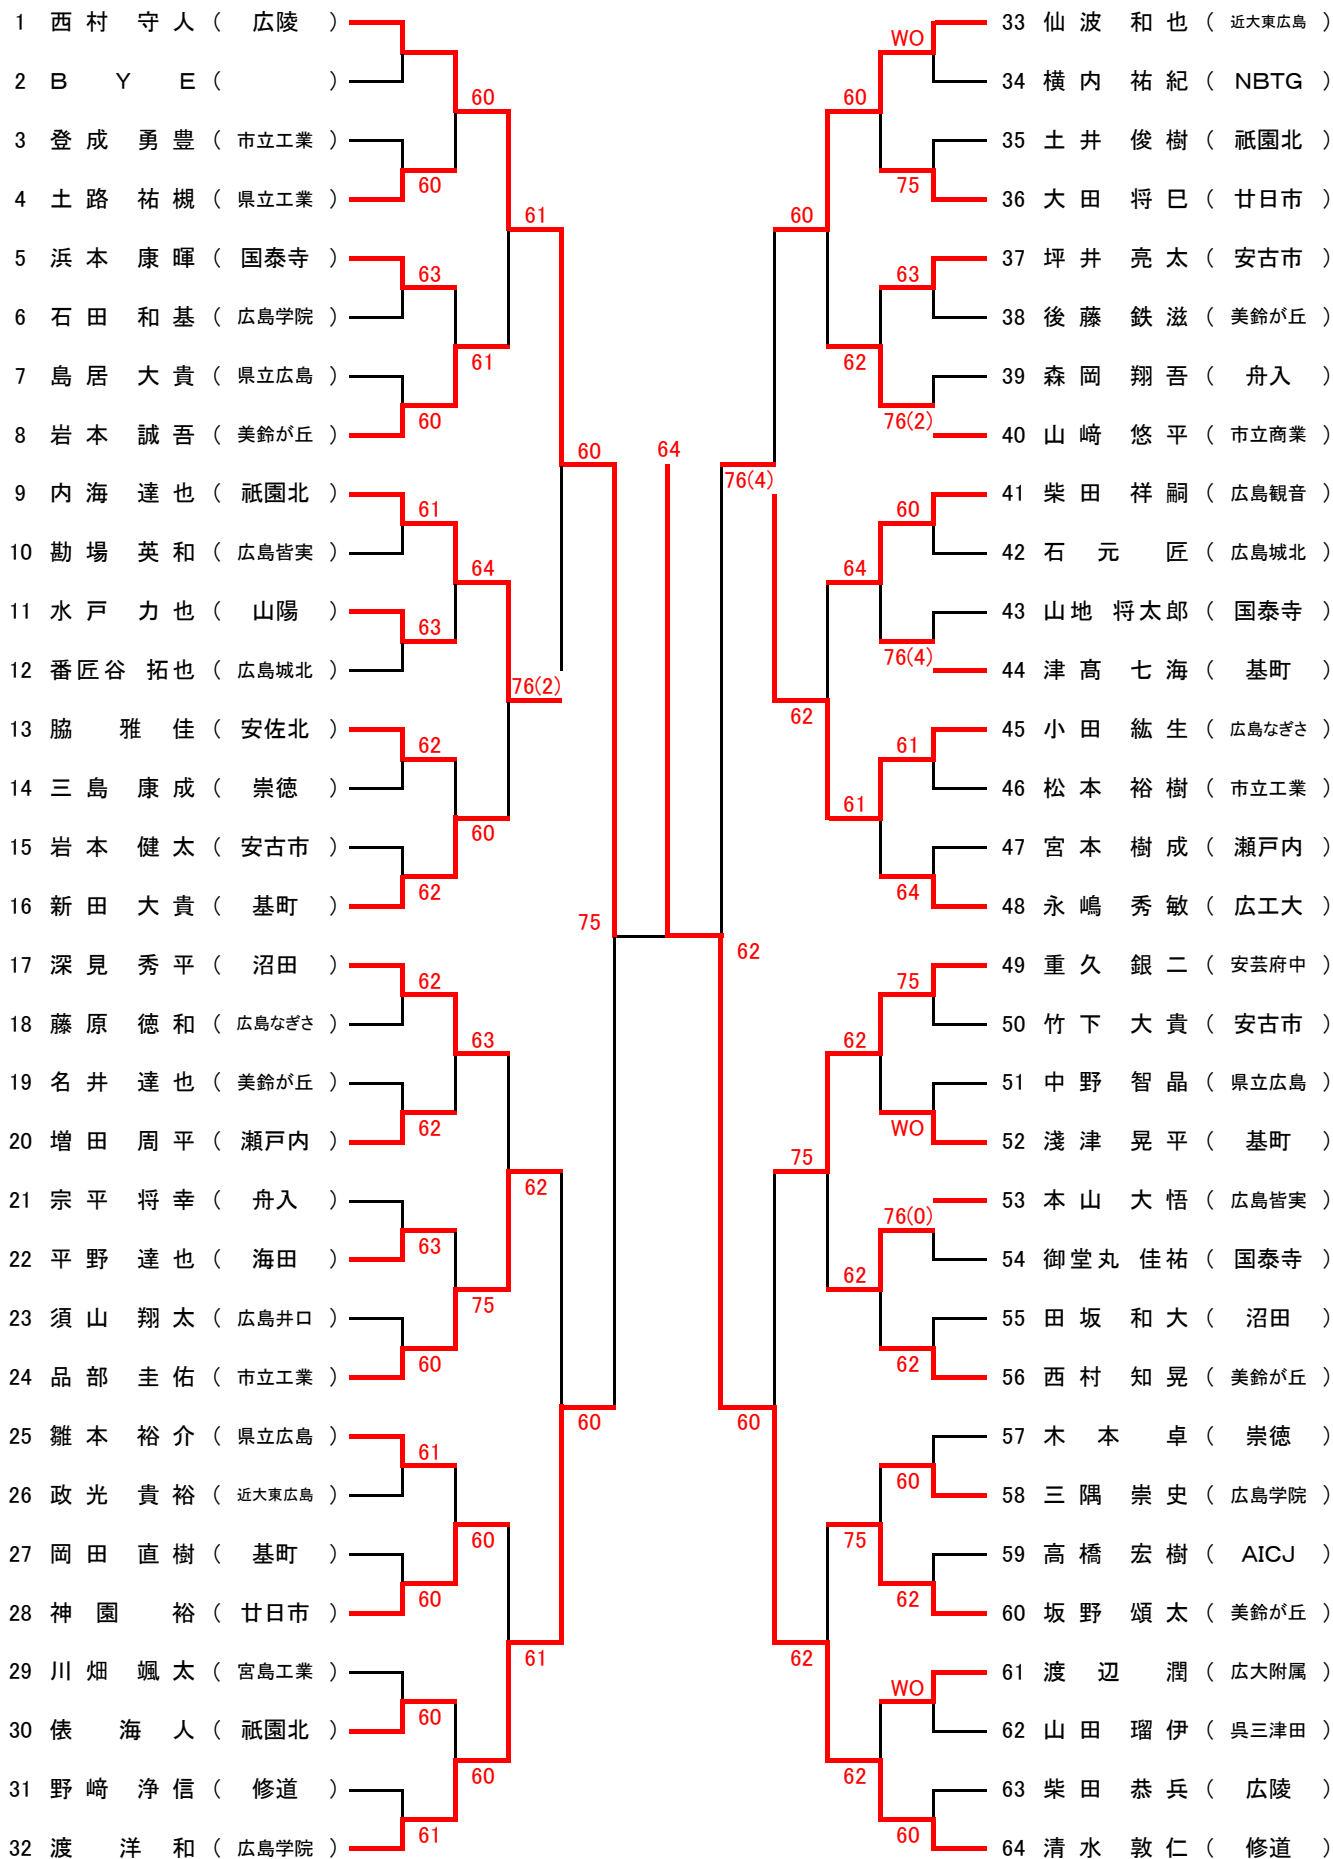 1 西村 守人 ( 広陵 )
2 B Y E ( )
3 登成 勇豊 ( 市立工業 )
4 土路 祐槻 ( 県立工業 )
5 浜本 康暉 ( 国泰寺 )
6 石田 和基 ( 広島学院 )
7 島居 大貴 ( 県立広島 )
8 岩本 誠吾 ( 美鈴が丘 )
9 内海 達也 ( 祇園北 )
10 勘場 英和 ( 広島皆実 )
11 水戸 力也 ( 山陽 )
12 番匠谷 拓也 ( 広島城北 )
13 脇 雅佳 ( 安佐北 )
14 三島 康成 ( 崇徳 )
15 岩本 健太 ( 安古市 )
16 新田 大貴 ( 基町 )
17 深見 秀平 ( 沼田 )
18 藤原 徳和 ( 広島なぎさ )
19 名井 達也 ( 美鈴が丘 )
20 増田 周平 ( 瀬戸内 )
21 宗平 将幸 ( 舟入 )
22 平野 達也 ( 海田 )
23 須山 翔太 ( 広島井口 )
24 品部 圭佑 ( 市立工業 )
25 雛本 裕介 ( 県立広島 )
26 政光 貴裕 ( 近大東広島 )
27 岡田 直樹 ( 基町 )
28 神園 裕 ( 廿日市 )
29 川畑 颯太 ( 宮島工業 )
30 俵 海人 ( 祇園北 )
31 野﨑 浄信 ( 修道 )
32 渡 洋和 ( 広島学院 )
60
63
60
61
63
62
62
62
62
63
60
61
60
60
61
60
61
64
60
63
75
60
60
61
76(2)
62
61
60
60
75
64
62
76(4)
60
60
62
75
62
60
62
64
61
62
62
75
62
WO
75
63
76(2)
60
76(4)
61
64
75
WO
76(0)
62
60
62
WO
60
33 仙波 和也 ( 近大東広島 )
34 横内 祐紀 ( NBTG )
35 土井 俊樹 ( 祇園北 )
36 大田 将巳 ( 廿日市 )
37 坪井 亮太 ( 安古市 )
38 後藤 鉄滋 ( 美鈴が丘 )
39 森岡 翔吾 ( 舟入 )
40 山﨑 悠平 ( 市立商業 )
41 柴田 祥嗣 ( 広島観音 )
42 石元 匠 ( 広島城北 )
43 山地 将太郎 ( 国泰寺 )
44 津髙 七海 ( 基町 )
45 小田 紘生 ( 広島なぎさ )
46 松本 裕樹 ( 市立工業 )
47 宮本 樹成 ( 瀬戸内 )
48 永嶋 秀敏 ( 広工大 )
49 重久 銀二 ( 安芸府中 )
50 竹下 大貴 ( 安古市 )
51 中野 智晶 ( 県立広島 )
52 淺津 晃平 ( 基町 )
53 本山 大悟 ( 広島皆実 )
54 御堂丸 佳祐 ( 国泰寺 )
55 田坂 和大 ( 沼田 )
56 西村 知晃 ( 美鈴が丘 )
57 木本 卓 ( 崇徳 )
58 三隅 崇史 ( 広島学院 )
59 高橋 宏樹 ( AICJ )
60 坂野 頌太 ( 美鈴が丘 )
61 渡辺 潤 ( 広大附属 )
62 山田 瑠伊 ( 呉三津田 )
63 柴田 恭兵 ( 広陵 )
64 清水 敦仁 ( 修道 )